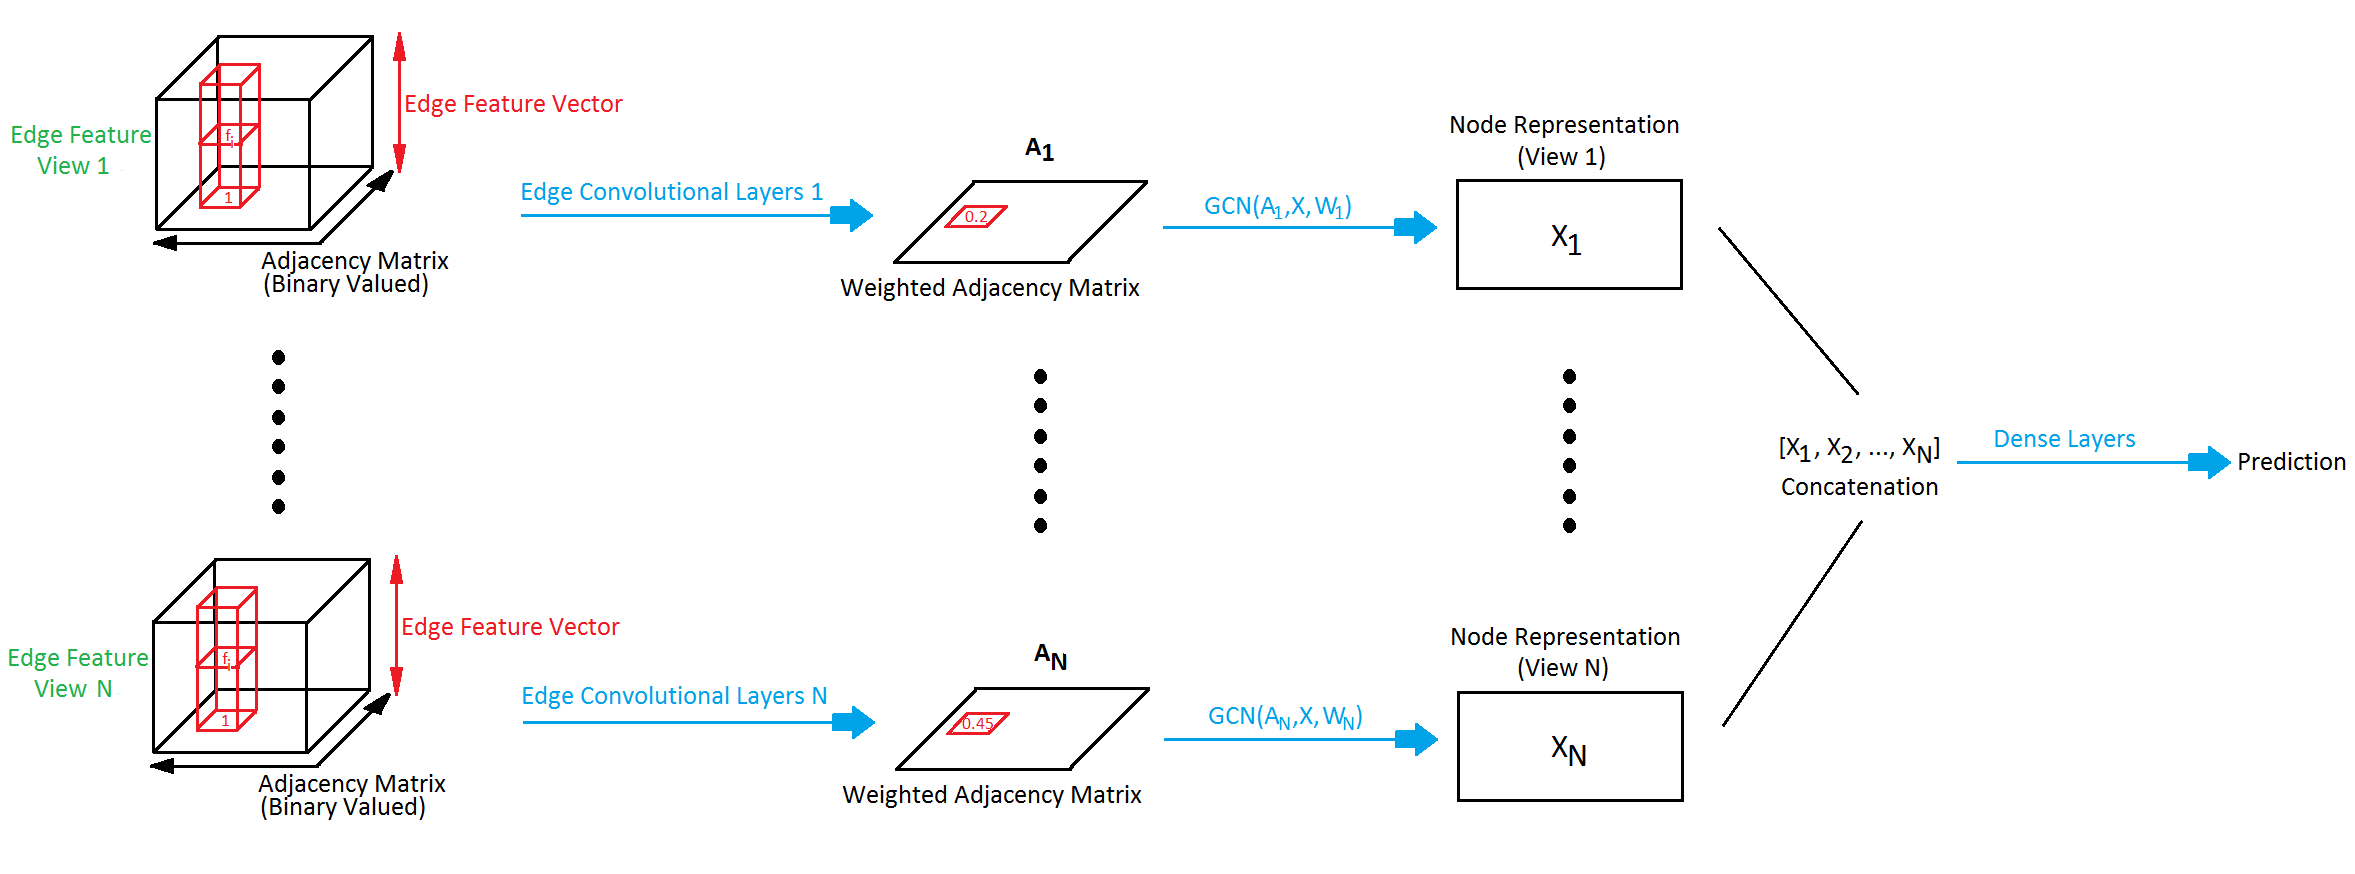 Edge Feature
View 1
f_i
1
Edge Feature Vector
Adjacency Matrix
(Binary Valued)
Edge Convolutional Layers 1
A_1
0.2
Weighted Adjacency Matrix
GCN(A_1,X,W_1)
Node Representation
(View 1)
X_1
[X_1, X_2, ..., X_N]
Concatenation
Dense Layers
Prediction
Edge Feature
View N
f_i
1
Edge Feature Vector
Adjacency Matrix
(Binary Valued)
Edge Convolutional Layers N
A_N
0.45
Weighted Adjacency Matrix
GCN(A_N,X,W_N)
Node Representation
(View N)
X_N